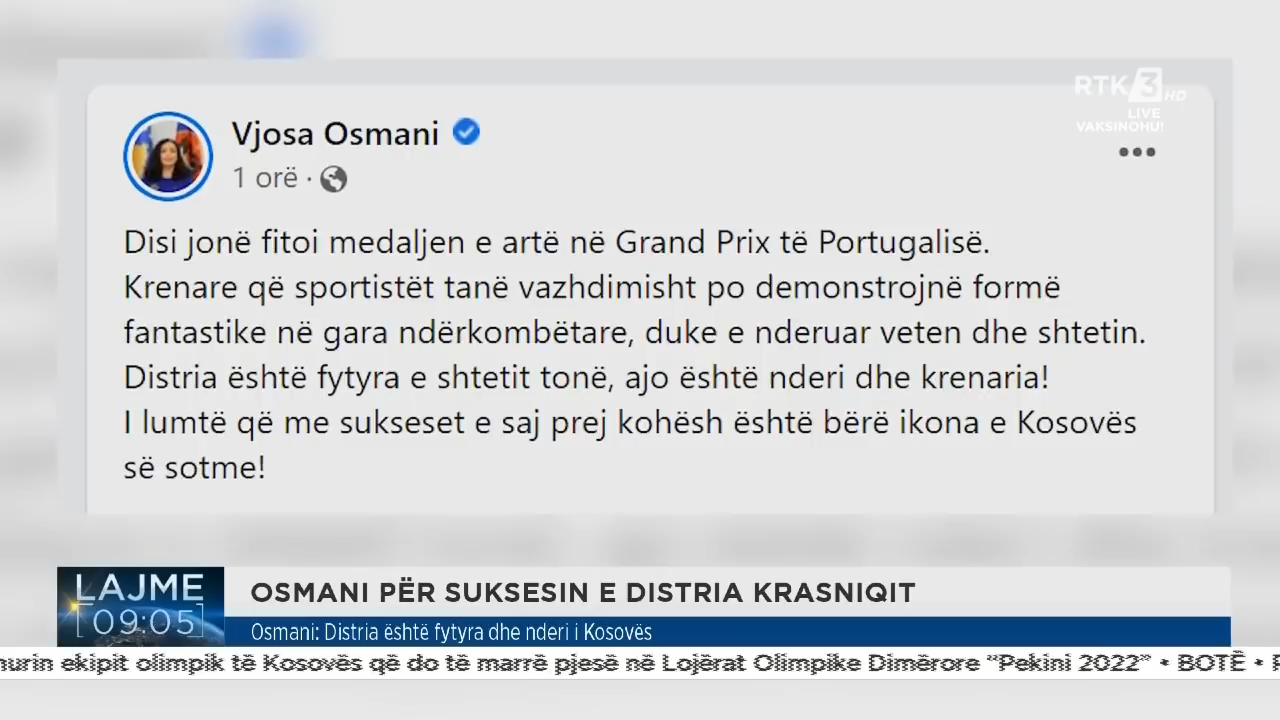 RTK 3 HD
LIVE
VAKSINOHU!
Vjosa Osmani
1 orë ·
Disi jonë fitoi medaljen e artë në Grand Prix të Portugalisë.
Krenare që sportistët tanë vazhdimisht po demonstrojnë formë
fantastike në gara ndërkombëtare, duke e nderuar veten dhe shtetin.
Distria është fytyra e shtetit tonë, ajo është nderi dhe krenaria!
I lumtë që me sukseset e saj prej kohësh është bërë ikona e Kosovës
së sotme!
LAJME
[09:05]
OSMANI PËR SUKSESIN E DISTRIA KRASNIQIT
Osmani: Distria është fytyra dhe nderi i Kosovës
ekipit olimpik të Kosovës që do të marrë pjesë në Lojërat Olimpike Dimërore "Pekini 2022" • BOTË •